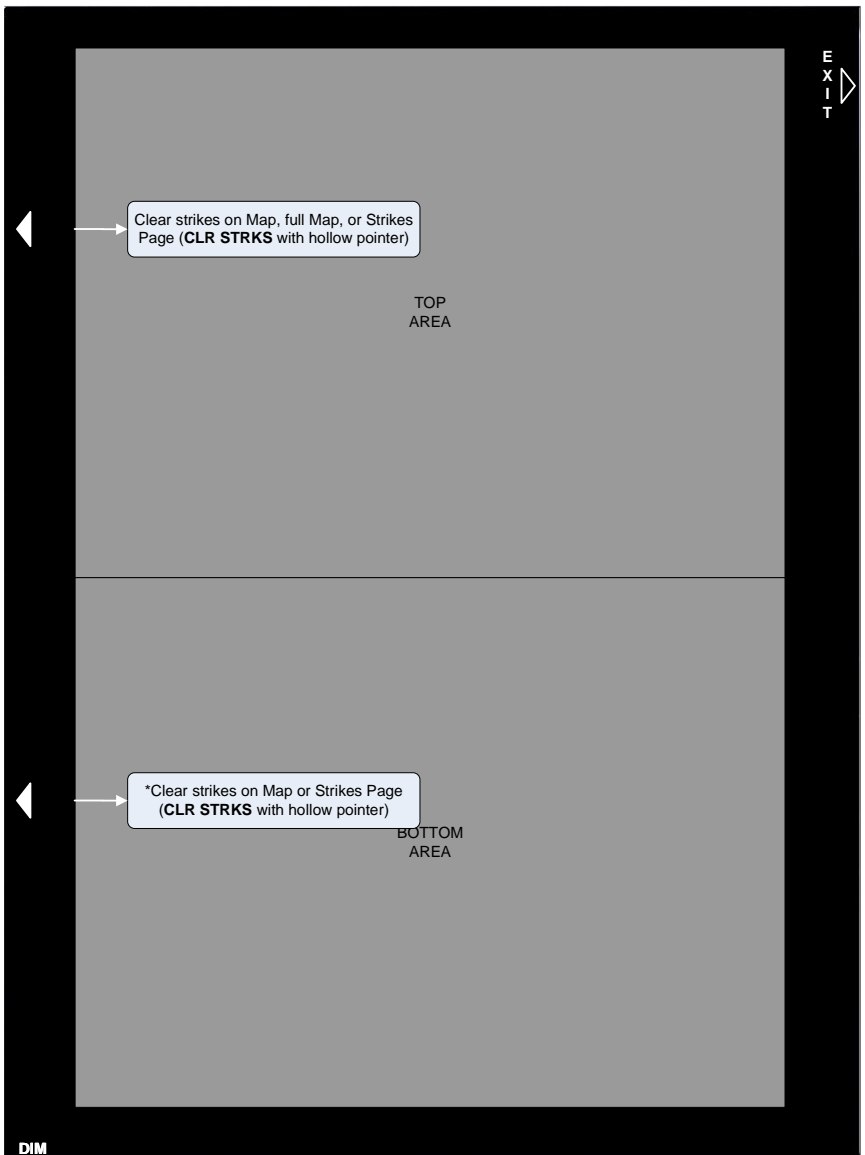 E
X
I
T
Clear strikes on Map, full Map, or Strikes
Page (CLR STRKS with hollow pointer)
TOP
AREA
*Clear strikes on Map or Strikes Page
(CLR STRKS with hollow pointer)
BOTTOM
AREA
DIM